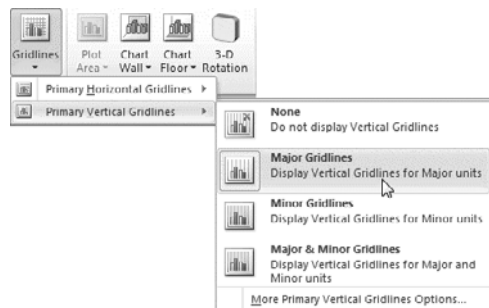 Gridlines
Plot Area
Chart Wall
Chart Floor
3-D Rotation
Primary Horizontal Gridlines
Primary Vertical Gridlines
None
Do not display Vertical Gridlines
Major Gridlines
Display Vertical Gridlines for Major units
Minor Gridlines
Display Vertical Gridlines for Minor units
Major & Minor Gridlines
Display Vertical Gridlines for Major and
Minor units
More Primary Vertical Gridlines Options...